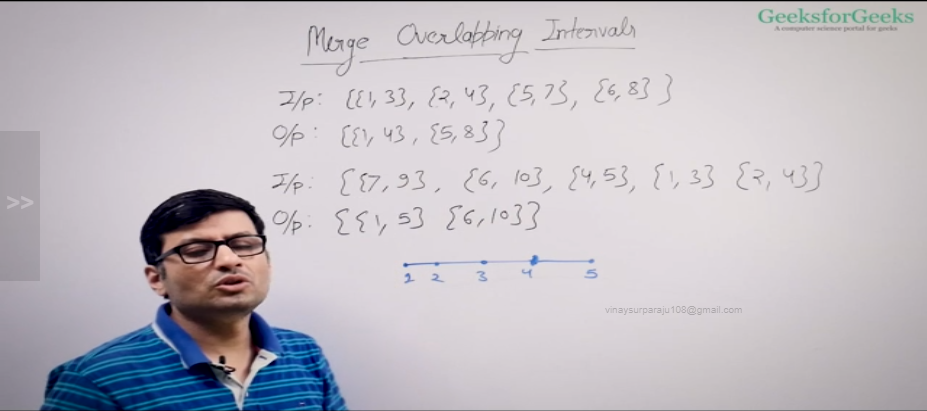 GeeksforGeeks
A computer science portal for geeks
Merge Overlapping Intervals
I/p: {{1, 3}, {2, 4}, {5, 7}, {6, 8} }
O/p: {{1, 4}, {5, 8}}
I/p: {{7, 9}, {6, 10}, {4, 5}, {1, 3} {2, 4}}
O/p: {{1, 5} {6, 10}}
1 2 3 4 5
vinaysurparaju108@gmail.com
>>